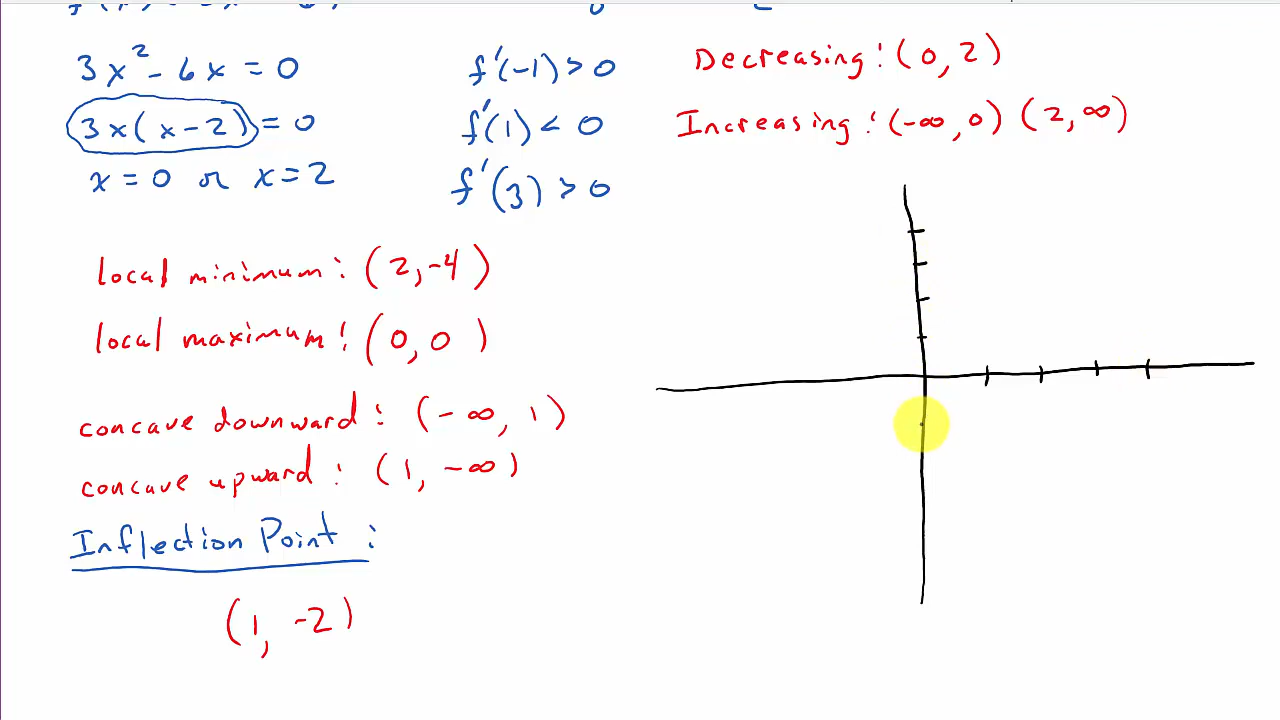 3x² - 6x = 0
3x(x-2) = 0
x = 0 or x = 2
f'(-1) > 0
f'(1) < 0
f'(3) > 0
Decreasing: (0, 2)
Increasing: (-∞, 0) (2, ∞)
local minimum: (2, -4)
local maximum: (0, 0)
concave downward: (-∞, 1)
concave upward: (1, -∞)
Inflection Point:
(1, -2)